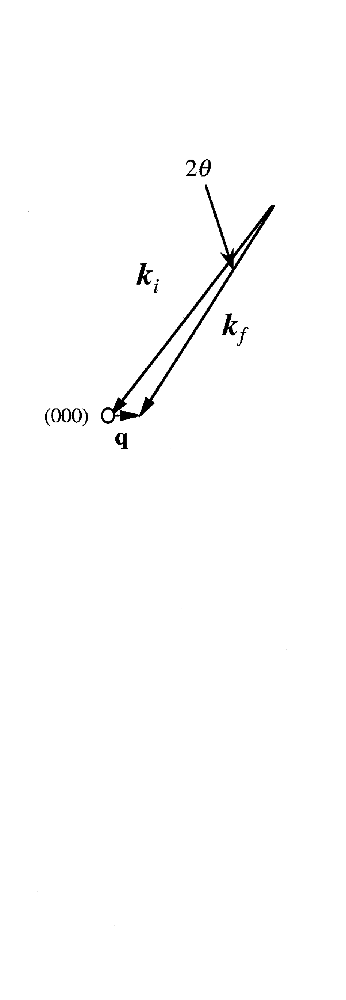 2θ
k_i
k_f
(000)
q